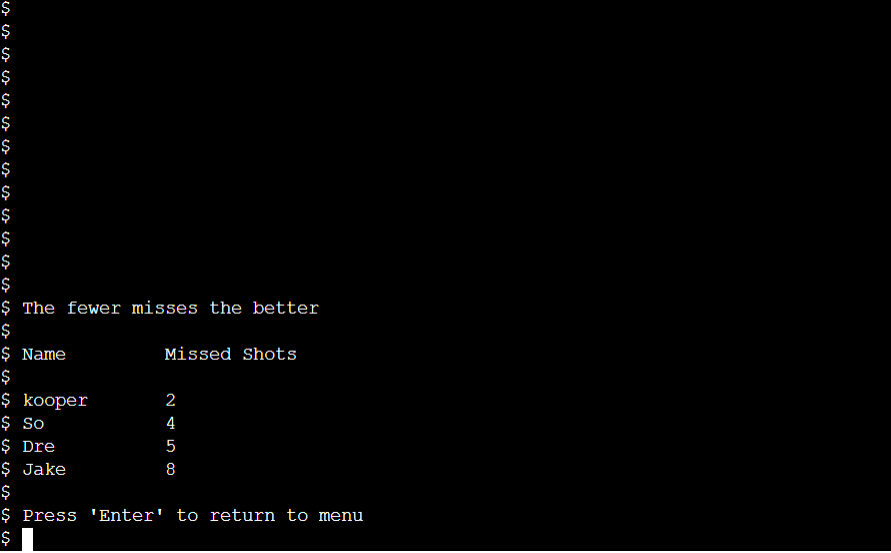 $
$
$
$
$
$
$
$
$
$
$
$
$
$ The fewer misses the better
$
$ Name Missed Shots
$
$ kooper 2
$ So 4
$ Dre 5
$ Jake 8
$
$ Press 'Enter' to return to menu
$